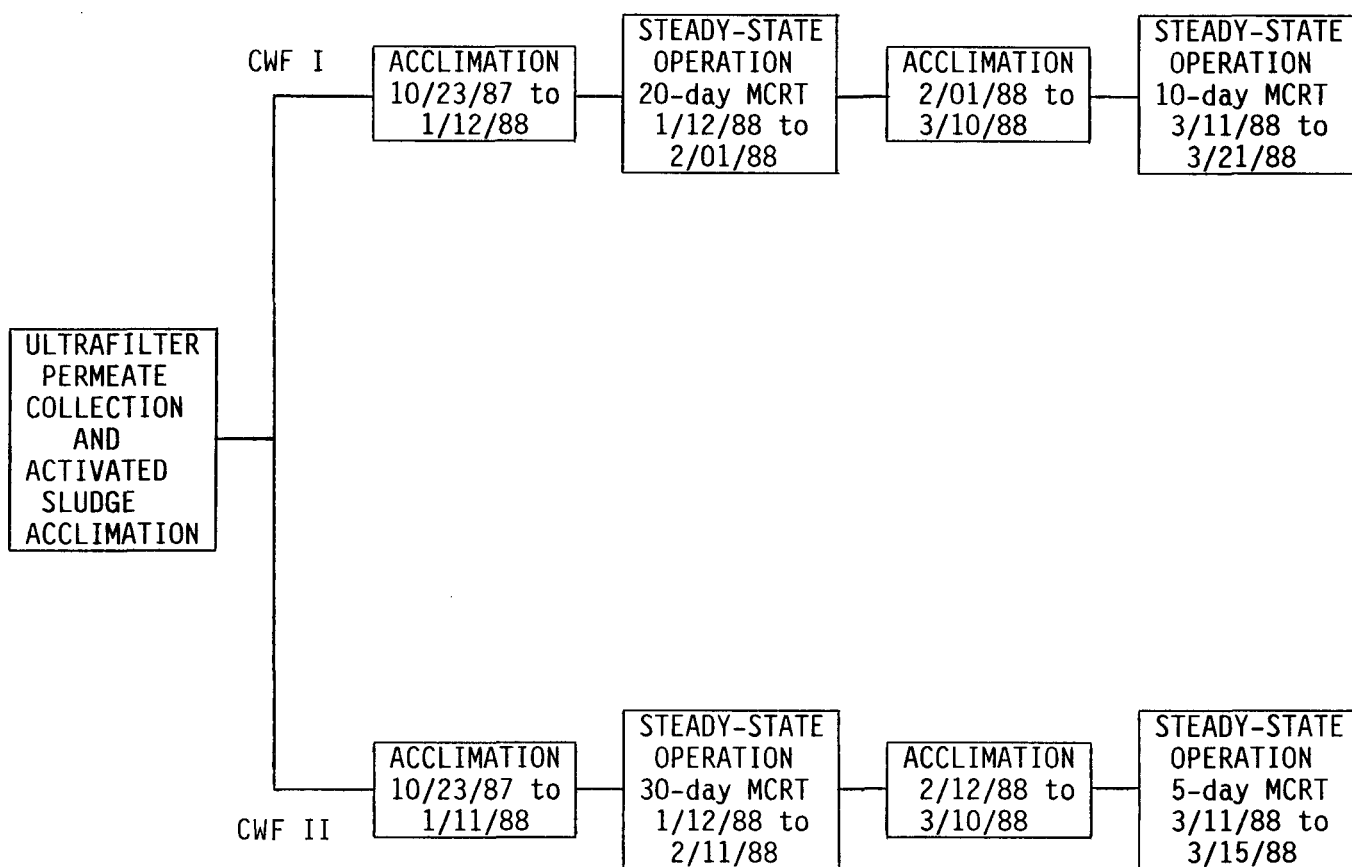 CWF I
ACCLIMATION
10/23/87 to
1/12/88
STEADY-STATE
OPERATION
20-day MCRT
1/12/88 to
2/01/88
ACCLIMATION
2/01/88 to
3/10/88
STEADY-STATE
OPERATION
10-day MCRT
3/11/88 to
3/21/88
ULTRAFILTER
PERMEATE
COLLECTION
AND
ACTIVATED
SLUDGE
ACCLIMATION
CWF II
ACCLIMATION
10/23/87 to
1/11/88
STEADY-STATE
OPERATION
30-day MCRT
1/12/88 to
2/11/88
ACCLIMATION
2/12/88 to
3/10/88
STEADY-STATE
OPERATION
5-day MCRT
3/11/88 to
3/15/88